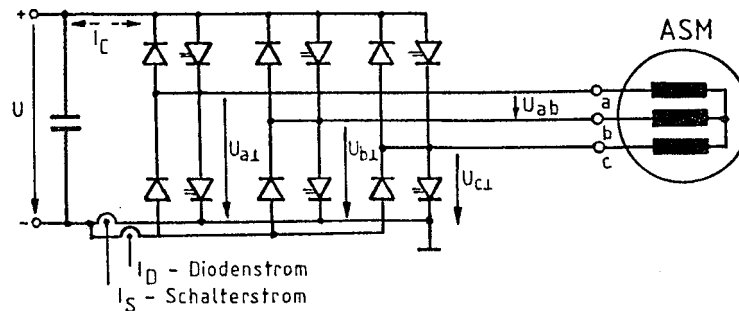 ASM
+
I_C
a
U_ab
U
b
U_a⊥
U_b⊥
c
U_c⊥
-
I_D - Diodenstrom
I_S - Schalterstrom